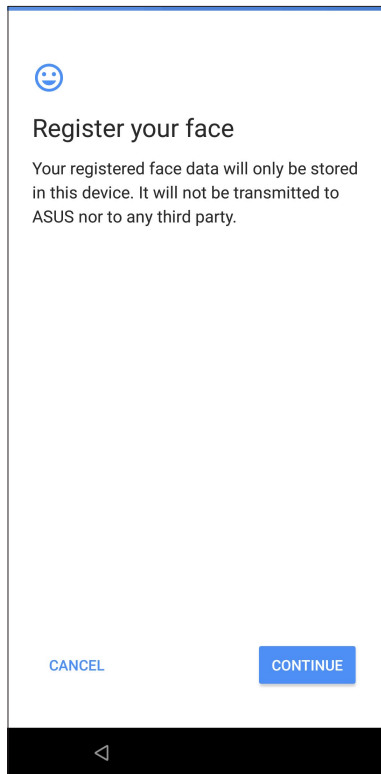 Register your face
Your registered face data will only be stored
in this device. It will not be transmitted to
ASUS nor to any third party.
CANCEL
CONTINUE